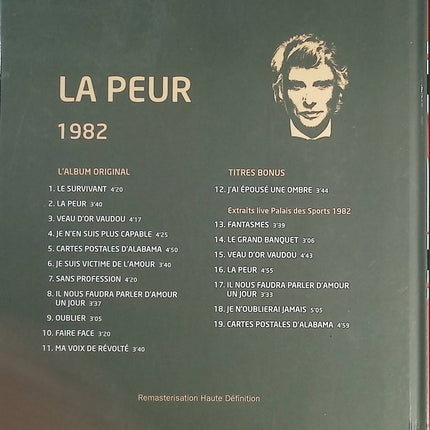 LA PEUR
1982
L'ALBUM ORIGINAL
1. LE SURVIVANT 4'20
2. LA PEUR 3'40
3. VEAU D'OR VAUDOU 4'17
4. JE N'EN SUIS PLUS CAPABLE 4'25
5. CARTES POSTALES D'ALABAMA 4'50
6. JE SUIS VICTIME DE L'AMOUR 3'40
7. SANS PROFESSION 4'20
8. IL NOUS FAUDRA PARLER D'AMOUR
UN JOUR 3'37
9. OUBLIER 3'05
10. FAIRE FACE 3'20
11. MA VOIX DE RÉVOLTÉ 3'40
TITRES BONUS
12. J'AI ÉPOUSÉ UNE OMBRE 3'44
Extraits live Palais des Sports 1982
13. FANTASMES 3'39
14. LE GRAND BANQUET 3'06
15. VEAU D'OR VAUDOU 4'43
16. LA PEUR 4'55
17. IL NOUS FAUDRA PARLER D'AMOUR
UN JOUR 3'33
18. JE N'OUBLIERAI JAMAIS 5'05
19. CARTES POSTALES D'ALABAMA 4'59
Remasterisation Haute Définition